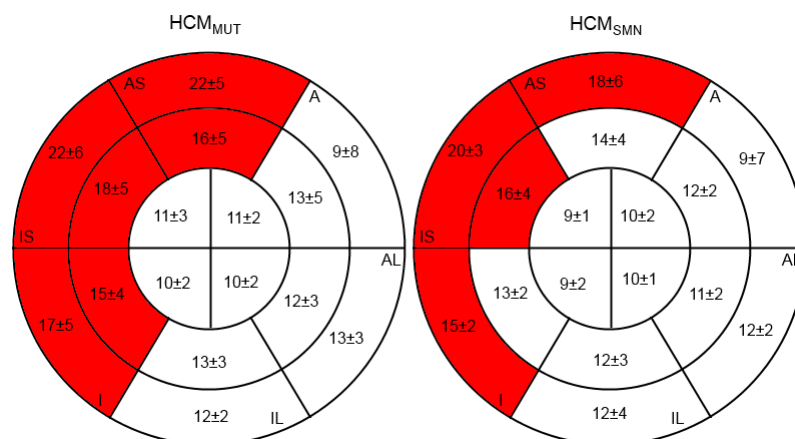 HCMMUT
HCMSMN
AS
22±5
A
22±6
16±5
9±8
18±5
13±5
11±3
11±2
IS
AL
10±2
10±2
15±4
12±3
17±5
13±3
13±3
I
12±2
IL
AS
18±6
A
20±3
14±4
9±7
16±4
12±2
9±1
10±2
IS
AL
9±2
10±1
13±2
11±2
15±2
12±2
12±3
I
12±4
IL